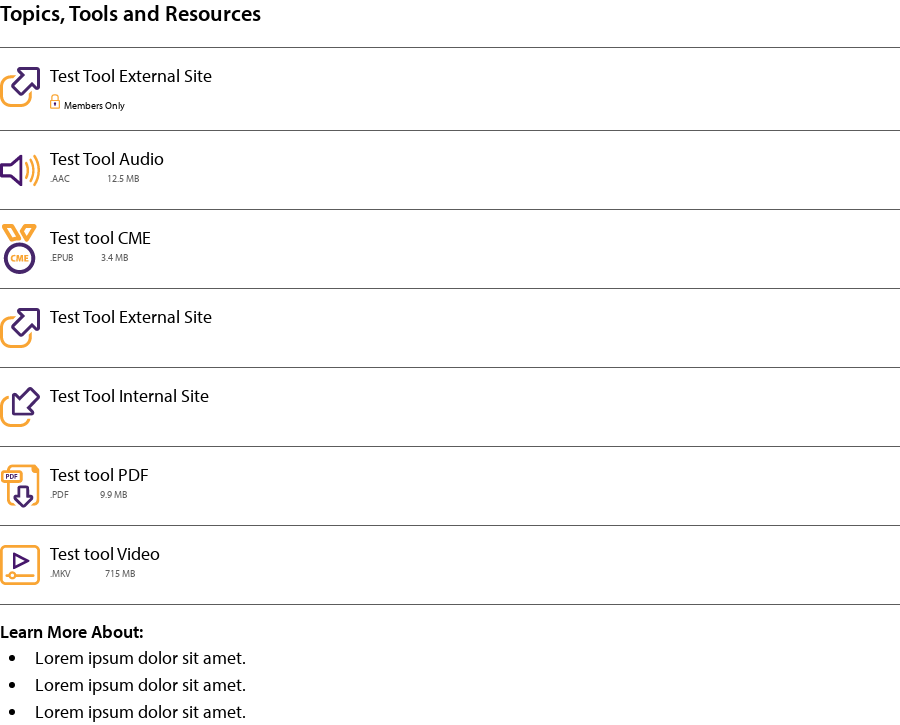 Topics, Tools and Resources
Test Tool External Site
Members Only
Test Tool Audio
.AAC 12.5 MB
CME
Test tool CME
.EPUB 3.4 MB
Test Tool External Site
Test Tool Internal Site
PDF
Test tool PDF
.PDF 9.9 MB
Test tool Video
.MKV 715 MB
Learn More About:
• Lorem ipsum dolor sit amet.
• Lorem ipsum dolor sit amet.
• Lorem ipsum dolor sit amet.